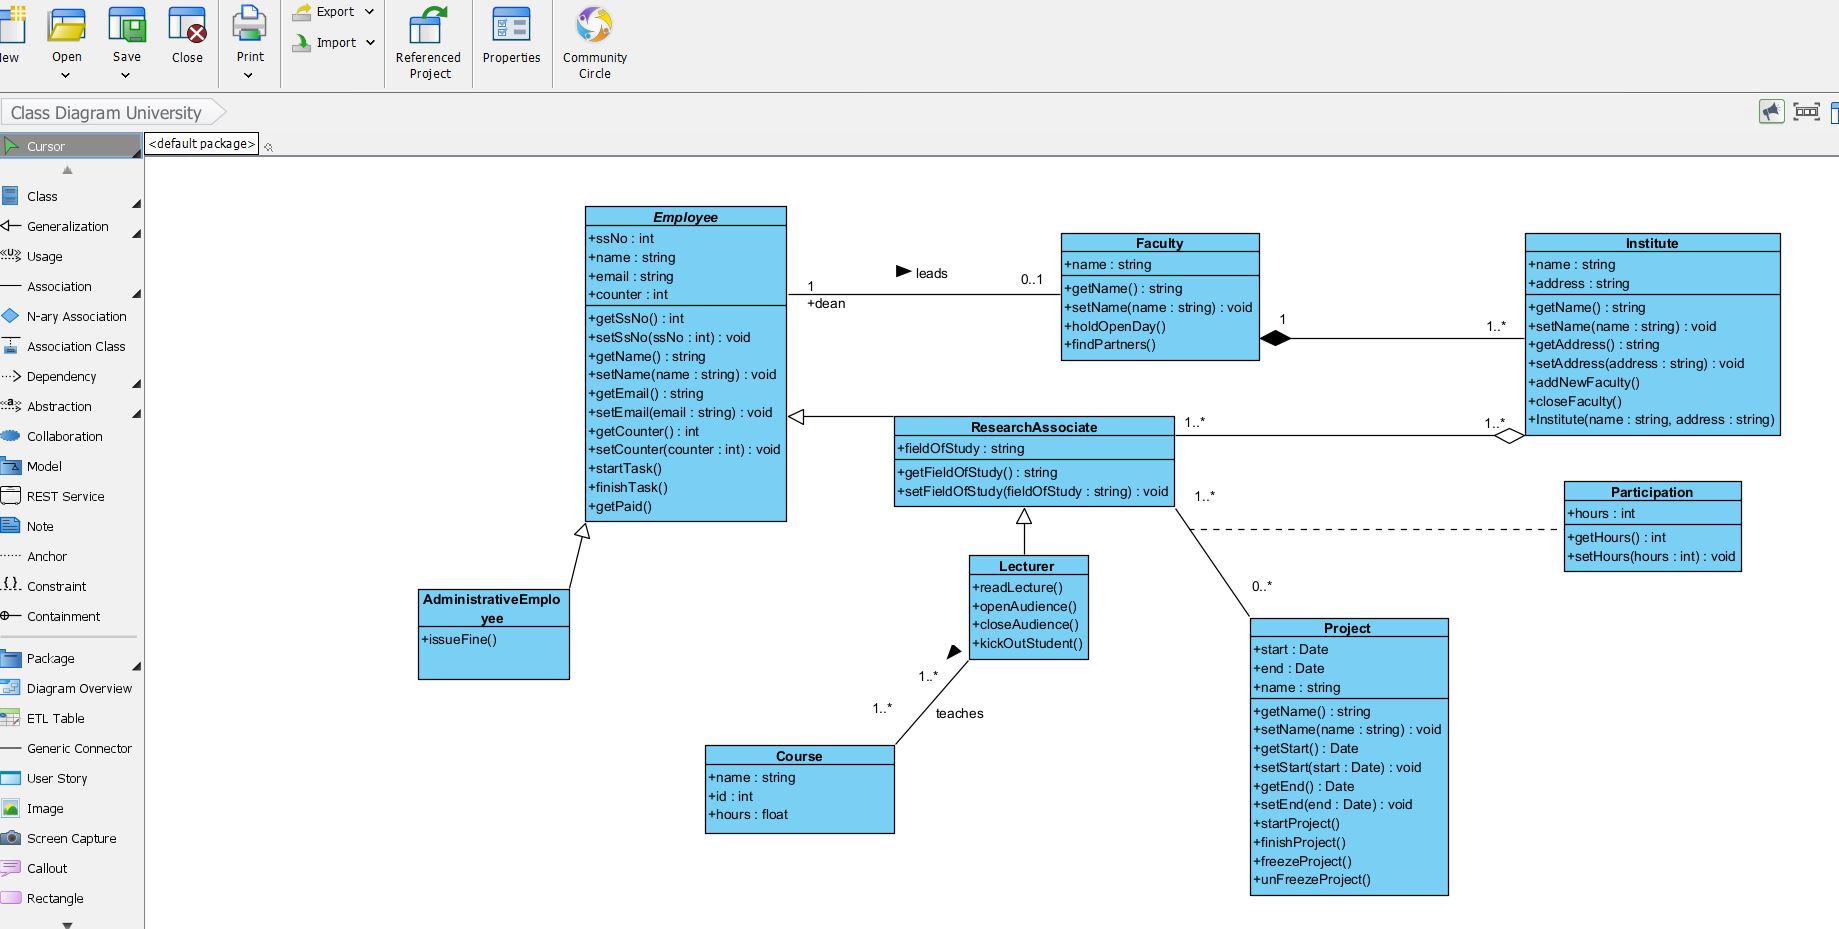 Export
Import
New
Open
Save
Close
Print
Referenced
Project
Properties
Community
Circle
Class Diagram University
Cursor
<default package>
Class
Generalization
Usage
Association
N-ary Association
Association Class
Dependency
Abstraction
Collaboration
Model
REST Service
Note
Anchor
Constraint
Containment
Package
Diagram Overview
ETL Table
Generic Connector
User Story
Image
Screen Capture
Callout
Rectangle
Employee
+ssNo : int
+name : string
+email : string
+counter : int
+getSsNo() : int
+setSsNo(ssNo : int) : void
+getName() : string
+setName(name : string) : void
+getEmail() : string
+setEmail(email : string) : void
+getCounter() : int
+setCounter(counter : int) : void
+startTask()
+finishTask()
+getPaid()
leads
1
+dean
0..1
Faculty
+name : string
+getName() : string
+setName(name : string) : void
+holdOpenDay()
+findPartners()
1
1..*
Institute
+name : string
+address : string
+getName() : string
+setName(name : string) : void
+getAddress() : string
+setAddress(address : string) : void
+addNewFaculty()
+closeFaculty()
+Institute(name : string, address : string)
ResearchAssociate
+fieldOfStudy : string
+getFieldOfStudy() : string
+setFieldOfStudy(fieldOfStudy : string) : void
1..*
1..*
1..*
0..*
Participation
+hours : int
+getHours() : int
+setHours(hours : int) : void
Lecturer
+readLecture()
+openAudience()
+closeAudience()
+kickOutStudent()
AdministrativeEmplo
yee
+issueFine()
1..*
1..*
teaches
Course
+name : string
+id : int
+hours : float
Project
+start : Date
+end : Date
+name : string
+getName() : string
+setName(name : string) : void
+getStart() : Date
+setStart(start : Date) : void
+getEnd() : Date
+setEnd(end : Date) : void
+startProject()
+finishProject()
+freezeProject()
+unFreezeProject()